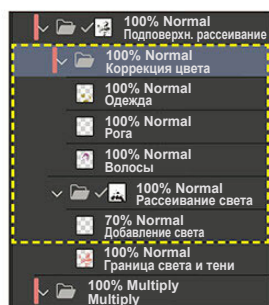 100% Normal
Подповерхн. рассеивание
100% Normal
Коррекция цвета
100% Normal
Одежда
100% Normal
Рога
100% Normal
Волосы
100% Normal
Рассеивание света
70% Normal
Добавление света
100% Normal
Граница света и тени
100% Multiply
Multiply